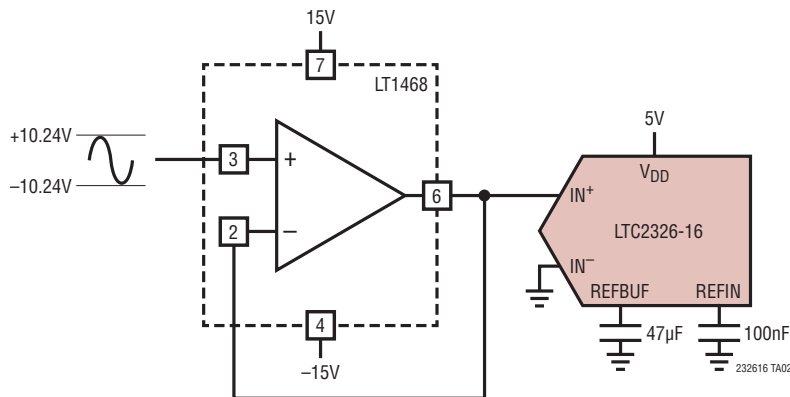 15V
7
LT1468
+10.24V
–10.24V
3
+
2
–
6
4
–15V
5V
VDD
IN+
LTC2326-16
IN–
REFBUF
REFIN
47µF
100nF
232616 TA02